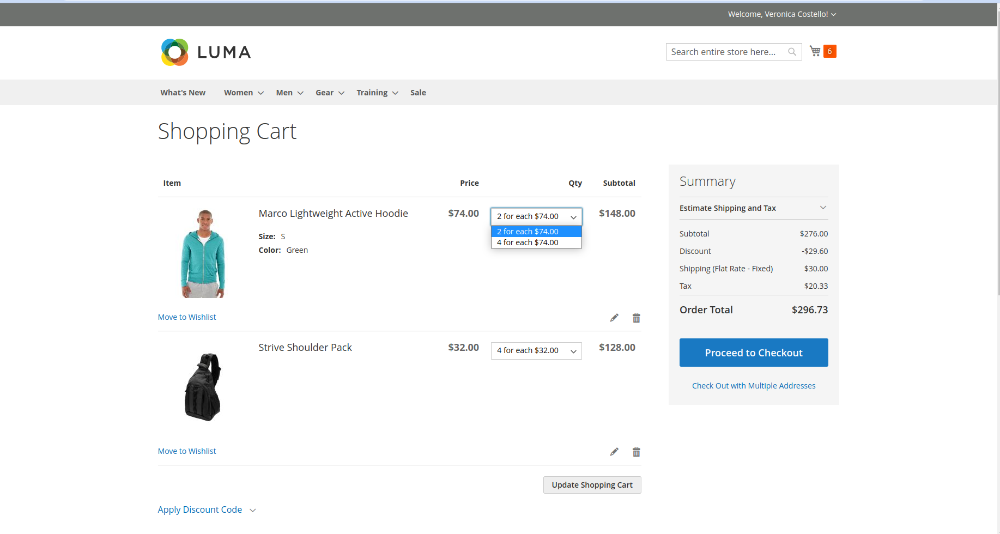 Welcome, Veronica Costello!
LUMA
Search entire store here...
6
What's New Women Men Gear Training Sale
Shopping Cart
Item Price Qty Subtotal
Marco Lightweight Active Hoodie $74.00 2 for each $74.00 $148.00
2 for each $74.00
4 for each $74.00
Size: S
Color: Green
Move to Wishlist
Strive Shoulder Pack $32.00 4 for each $32.00 $128.00
Move to Wishlist
Update Shopping Cart
Apply Discount Code
Summary
Estimate Shipping and Tax
Subtotal $276.00
Discount -$29.60
Shipping (Flat Rate - Fixed) $30.00
Tax $20.33
Order Total $296.73
Proceed to Checkout
Check Out with Multiple Addresses